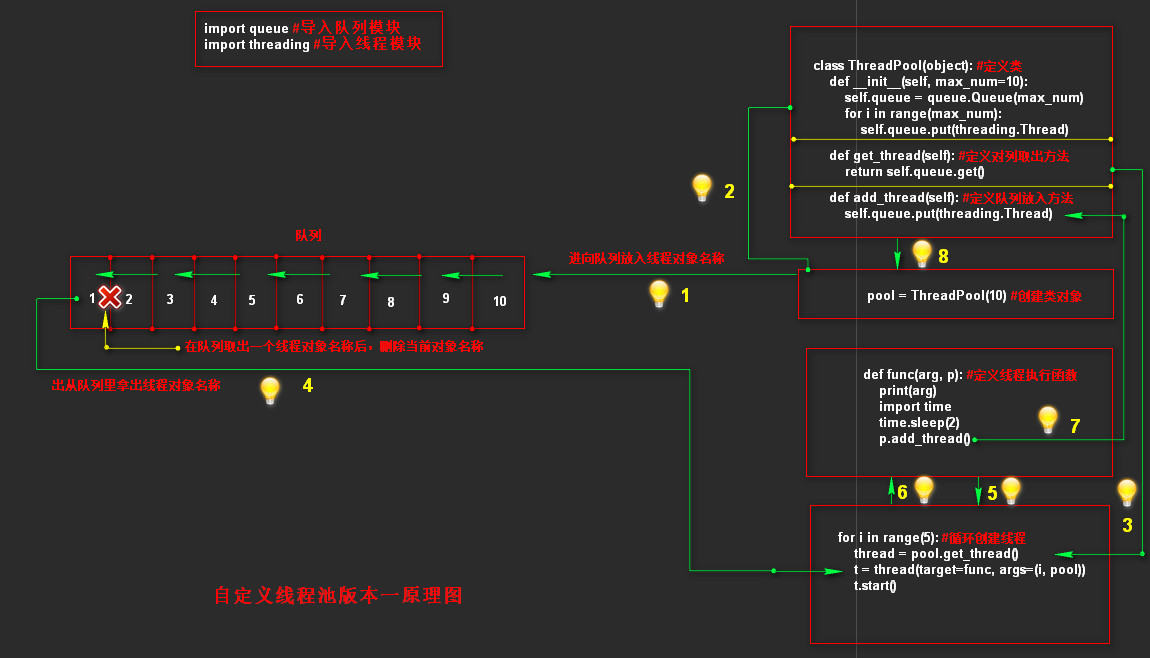 import queue #导入队列模块
import threading #导入线程模块
class ThreadPool(object): #定义类
def __init__(self, max_num=10):
self.queue = queue.Queue(max_num)
for i in range(max_num):
self.queue.put(threading.Thread)
def get_thread(self): #定义对列取出方法
return self.queue.get()
def add_thread(self): #定义队列放入方法
self.queue.put(threading.Thread)
2
8
队列
进向队列放入线程对象名称
1
pool = ThreadPool(10) #创建类对象
1 2 3 4 5 6 7 8 9 10
在队列取出一个线程对象名称后，删除当前对象名称
出从队列里拿出线程对象名称
4
def func(arg, p): #定义线程执行函数
print(arg)
import time
time.sleep(2)
p.add_thread()
7
6
5
3
for i in range(5): #循环创建线程
thread = pool.get_thread()
t = thread(target=func, args=(i, pool))
t.start()
自定义线程池版本一原理图